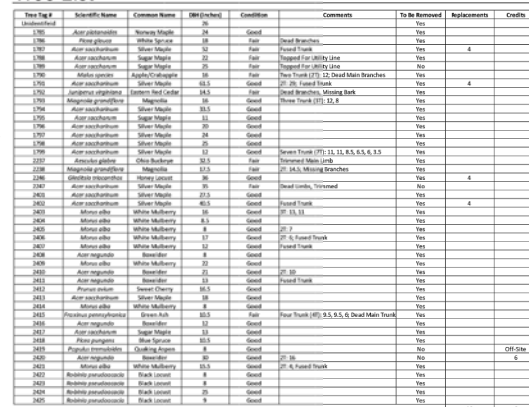 Tree Tag # Scientific Name Common Name DBH (Inches) Condition Comments To Be Removed Replacements Credits
Unidentified 26 Yes
1785 Acer platanoides Norway Maple 24 Good Yes
1786 Picea glauca White Spruce 18 Fair Dead Branches Yes
1787 Acer saccharinum Silver Maple 52 Fair Fused Trunk Yes 4
1788 Acer saccharum Sugar Maple 22 Fair Topped For Utility Line Yes
1789 Acer saccharum Sugar Maple 25 Fair Topped For Utility Line No
1790 Malus species Apple/Crabapple 16 Fair Two Trunk (2T): 12; Dead Main Branches Yes
1791 Acer saccharinum Silver Maple 61.5 Good 2T: 29; Fused Trunk Yes 4
1792 Juniperus virginiana Eastern Red Cedar 14.5 Fair Dead Branches, Missing Bark Yes
1793 Magnolia grandiflora Magnolia 16 Good Three Trunk (3T): 12, 8 Yes
1794 Acer saccharinum Silver Maple 33.5 Good Yes
1795 Acer saccharum Sugar Maple 11 Good Yes
1796 Acer saccharinum Silver Maple 20 Good Yes
1797 Acer saccharinum Silver Maple 24 Good Yes
1798 Acer saccharinum Silver Maple 25 Good Yes
1799 Acer saccharinum Silver Maple 12 Good Seven Trunk (7T): 11, 11, 8.5, 6.5, 6, 3.5 Yes
2237 Aesculus glabra Ohio Buckeye 32.5 Fair Trimmed Main Limb Yes
2238 Magnolia grandiflora Magnolia 17.5 Fair 2T: 14.5; Missing Branches Yes
2246 Gleditsia triacanthos Honey Locust 36 Good Yes 4
2247 Acer saccharinum Silver Maple 35 Fair Dead Limbs, Trimmed No
2401 Acer saccharinum Silver Maple 27.5 Good Yes
2402 Acer saccharinum Silver Maple 40.5 Good Fused Trunk Yes 4
2403 Morus alba White Mulberry 16 Good 3T: 13, 11 Yes
2404 Morus alba White Mulberry 8.5 Good Yes
2405 Morus alba White Mulberry 8 Good 2T: 7 Yes
2406 Morus alba White Mulberry 17 Good 2T: 6; Fused Trunk Yes
2407 Morus alba White Mulberry 12 Good Fused Trunk Yes
2408 Acer negundo Boxelder 8 Good Yes
2409 Morus alba White Mulberry 22 Good Yes
2410 Acer negundo Boxelder 21 Good 2T: 10 Yes
2411 Acer negundo Boxelder 13 Good Fused Trunk Yes
2412 Prunus avium Sweet Cherry 16.5 Good Yes
2413 Acer saccharinum Silver Maple 18 Good Yes
2414 Morus alba White Mulberry 8 Good Yes
2415 Fraxinus pennsylvanica Green Ash 10.5 Fair Four Trunk (4T): 9.5, 9.5, 6; Dead Main Trunk Yes
2416 Acer negundo Boxelder 12 Good Yes
2417 Acer saccharum Sugar Maple 13 Good Yes
2418 Picea pungens Blue Spruce 10.5 Good Yes
2419 Populus tremuloides Quaking Aspen 8 Good No Off-Site
2420 Acer negundo Boxelder 30 Good 2T: 16 No 6
2421 Morus alba White Mulberry 15.5 Good 2T: 4; Fused Trunk Yes
2422 Robinia pseudoacacia Black Locust 8 Good Yes
2423 Robinia pseudoacacia Black Locust 8 Good Yes
2424 Robinia pseudoacacia Black Locust 25 Good Yes
2425 Robinia pseudoacacia Black Locust 9 Good Yes